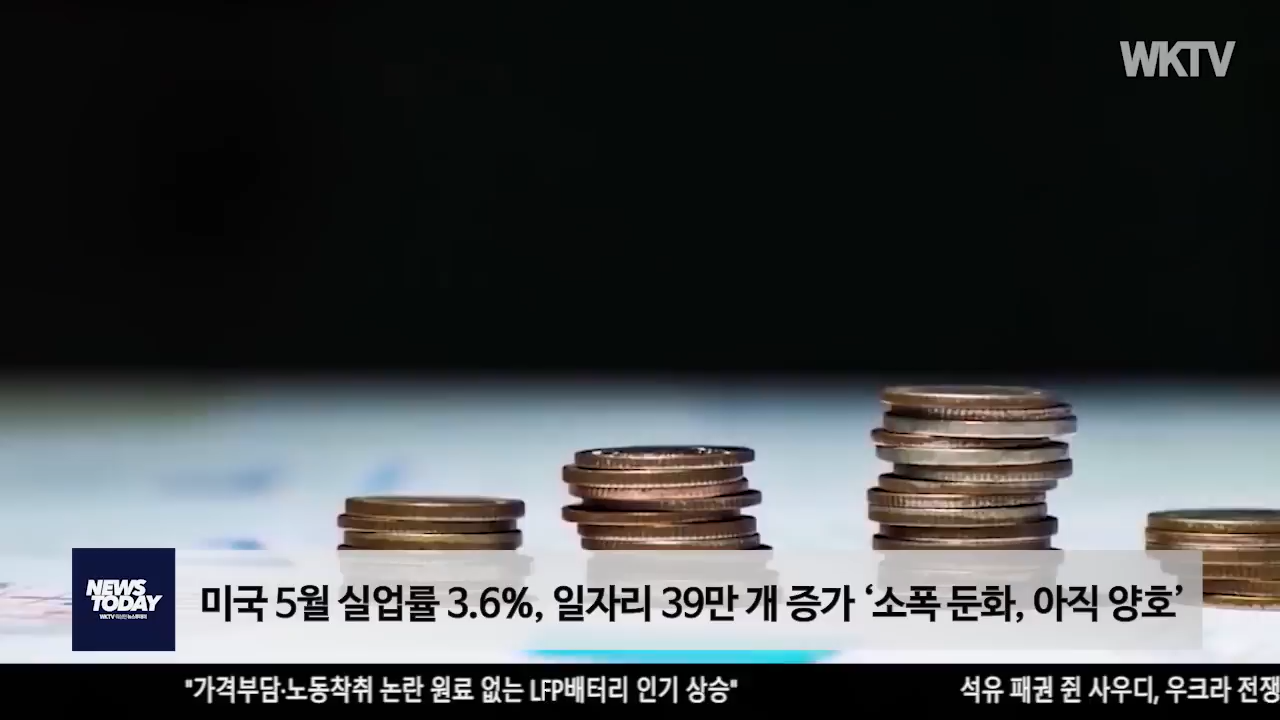 WKTV
NEWS
TODAY
미국 5월 실업률 3.6%, 일자리 39만 개 증가 ‘소폭 둔화, 아직 양호’
"가격부담·노동착취 논란 원료 없는 LFP배터리 인기 상승"
석유 패권 쥔 사우디, 우크라 전쟁